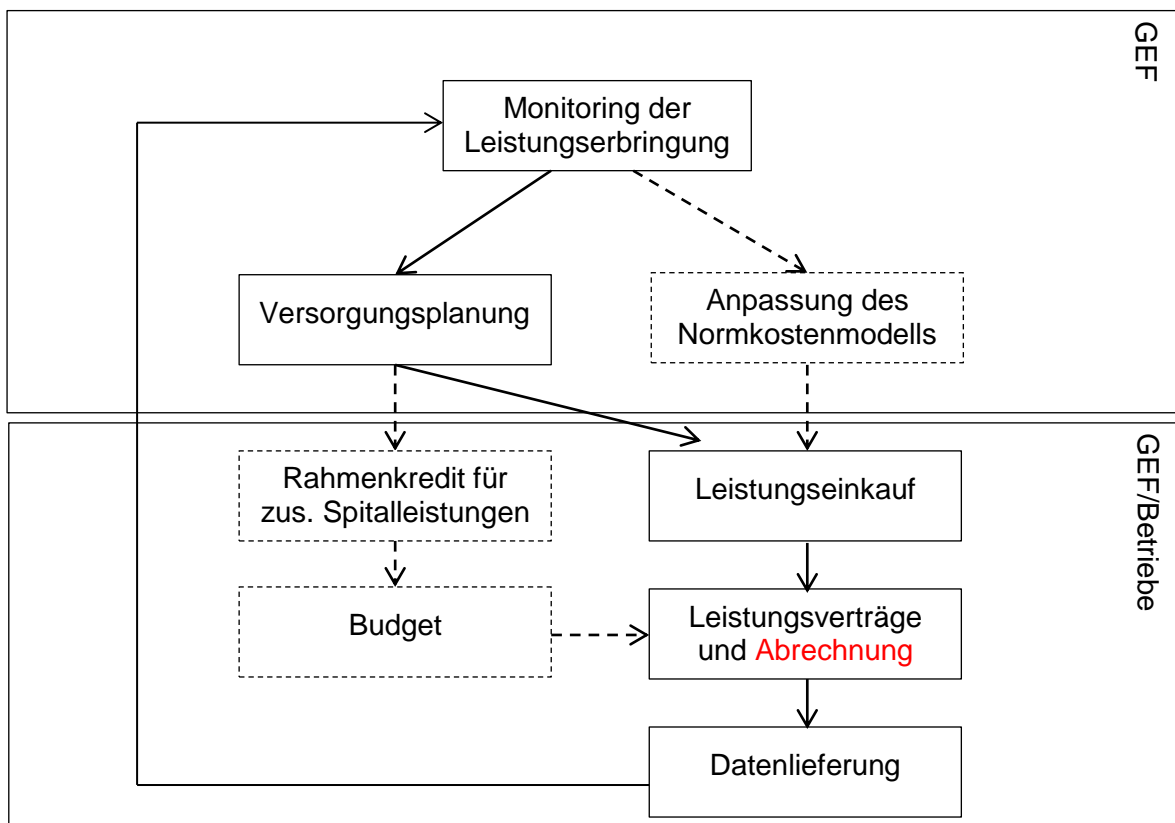 GEF
Monitoring der
Leistungserbringung
Versorgungsplanung
Anpassung des
Normkostenmodells
GEF/Betriebe
Rahmenkredit für
zus. Spitalleistungen
Leistungseinkauf
Budget
Leistungsverträge
und Abrechnung
Datenlieferung